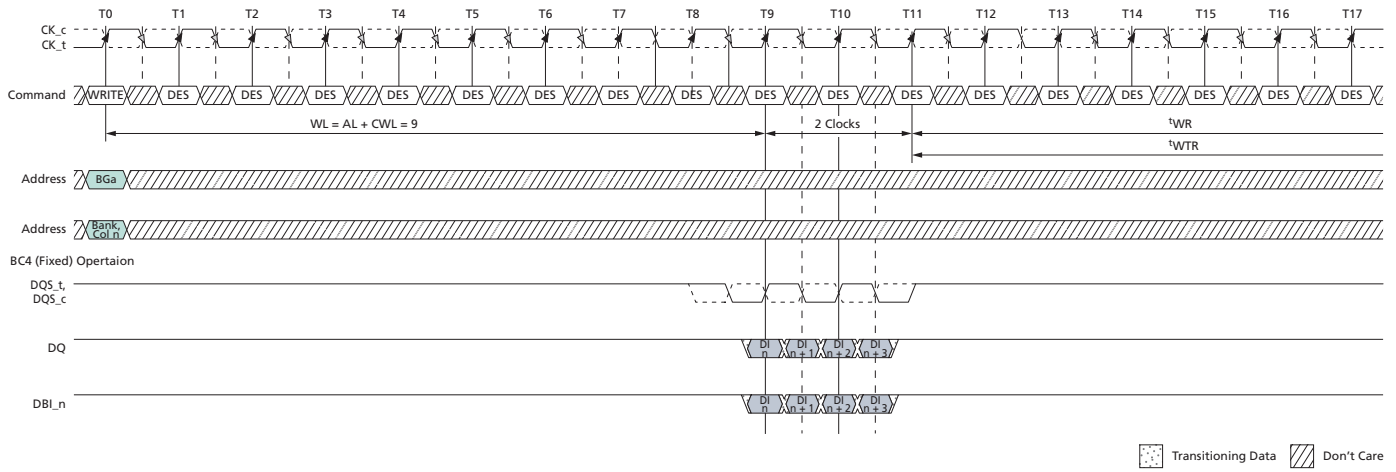 T0 T1 T2 T3 T4 T5 T6 T7 T8 T9 T10 T11 T12 T13 T14 T15 T16 T17
CK_c
CK_t
Command WRITE DES DES DES DES DES DES DES DES DES DES DES DES DES DES DES DES
WL = AL + CWL = 9 2 Clocks tWR
tWTR
Address BGa
Address Bank, Col n
BC4 (Fixed) Opertaion
DQS_t,
DQS_c
DQ DI n DI n + 1 DI n + 2 DI n + 3
DBI_n DI n DI n + 1 DI n + 2 DI n + 3
Transitioning Data Don't Care